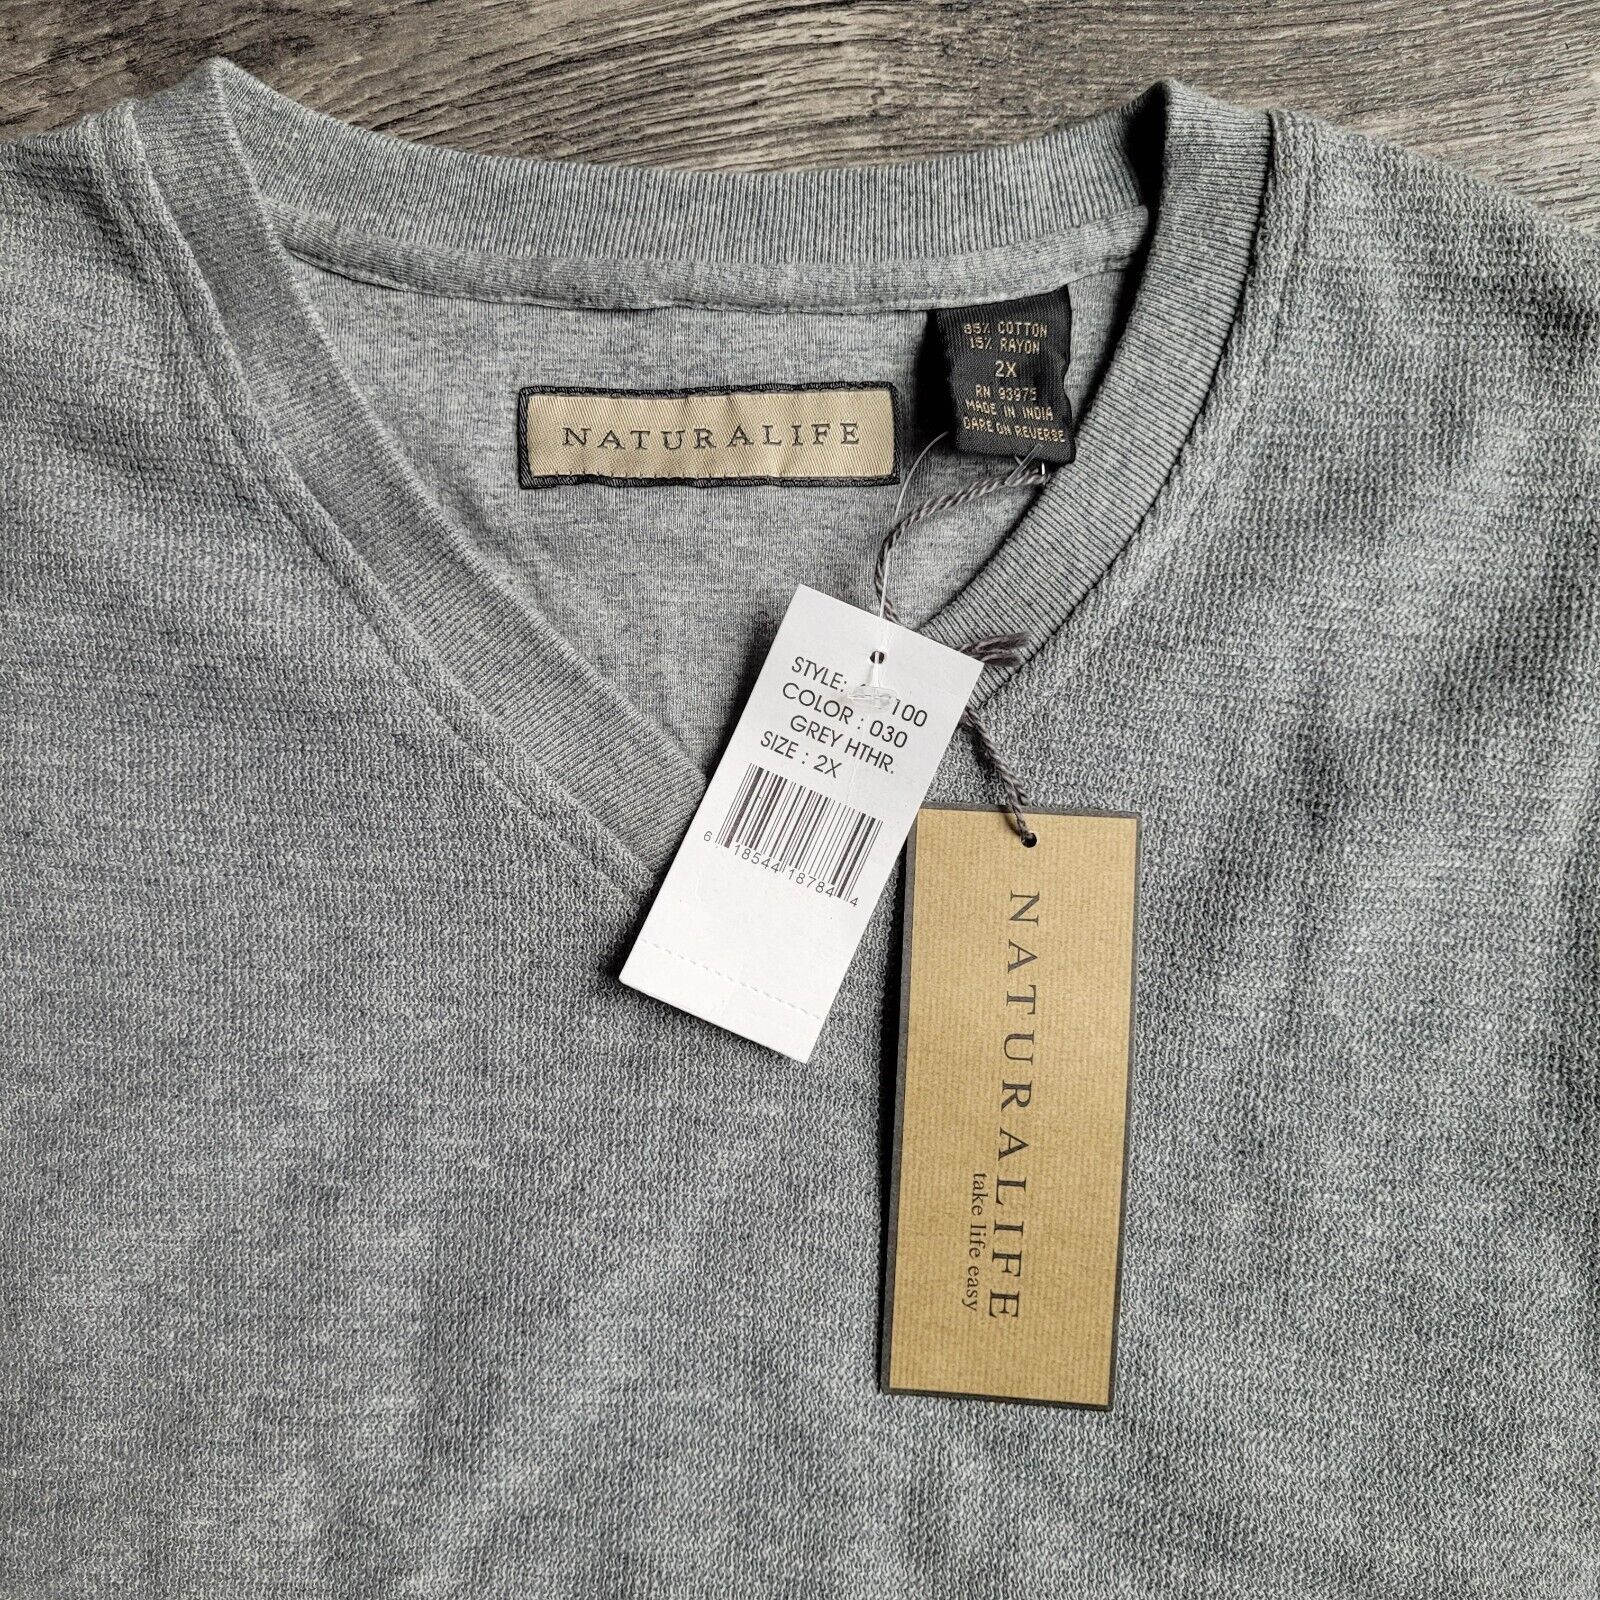 85% COTTON
15% RAYON
2X
RN 93975
MADE IN INDIA
CARE ON REVERSE
NATURALIFE
STYLE: 100
COLOR : 030
GREY HTHR.
SIZE : 2X
6 18544 18784 4
NATURALIFE
take life easy